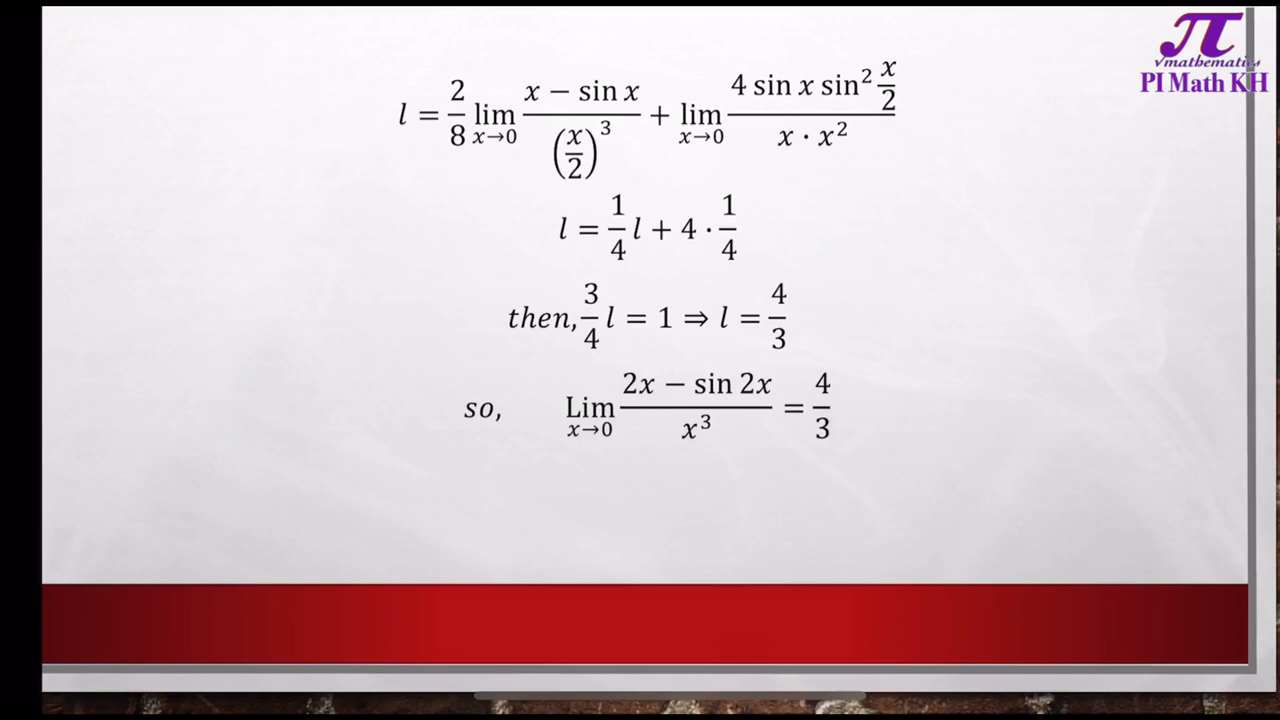 π
√mathematics
PI Math KH
l = 2/8 lim_{x→0} (x − sin x)/(x/2)^3 + lim_{x→0} (4 sin x sin^2 x/2)/(x · x^2)
l = 1/4 l + 4 · 1/4
then, 3/4 l = 1 ⇒ l = 4/3
so, Lim_{x→0} (2x − sin 2x)/x^3 = 4/3